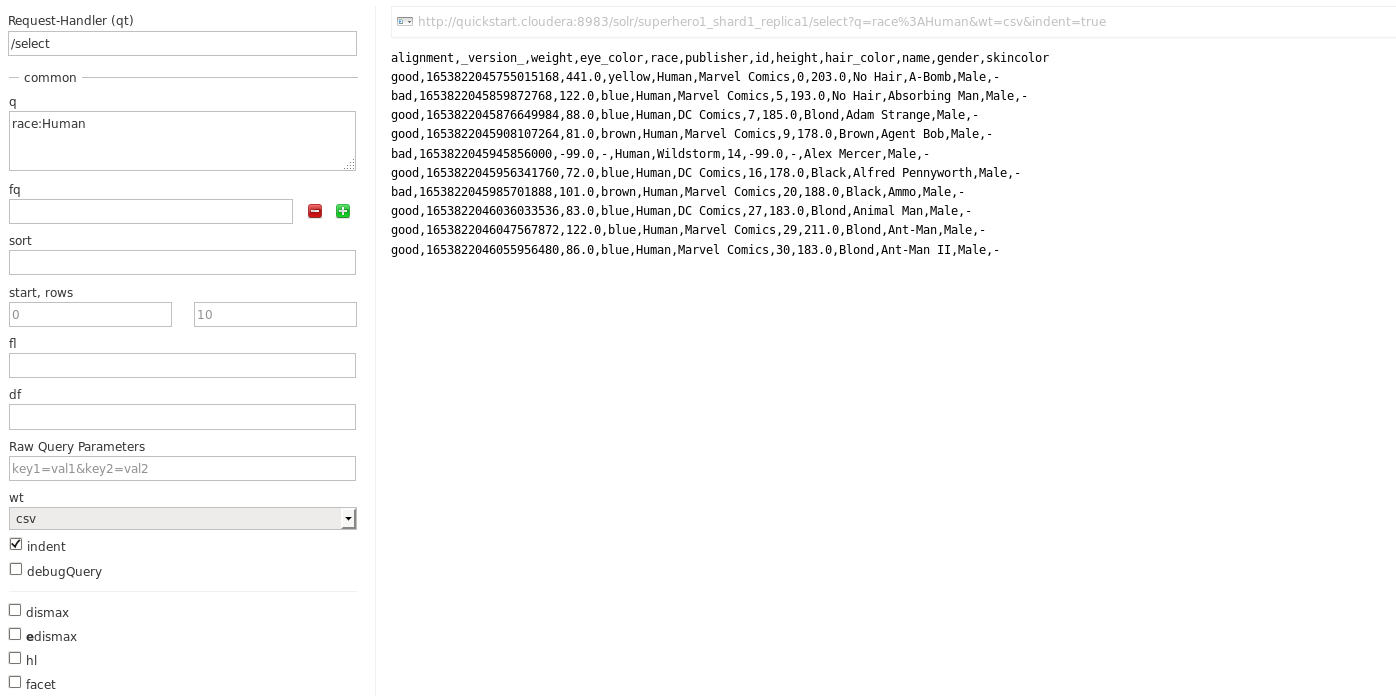 Request-Handler (qt)
/select
common
q
race:Human
fq
sort
start, rows
0 10
fl
df
Raw Query Parameters
key1=val1&key2=val2
wt
csv
indent
debugQuery
dismax
edismax
hl
facet
http://quickstart.cloudera:8983/solr/superhero1_shard1_replica1/select?q=race%3AHuman&wt=csv&indent=true
alignment,_version_,weight,eye_color,race,publisher,id,height,hair_color,name,gender,skincolor
good,1653822045755015168,441.0,yellow,Human,Marvel Comics,0,203.0,No Hair,A-Bomb,Male,-
bad,1653822045859872768,122.0,blue,Human,Marvel Comics,5,193.0,No Hair,Absorbing Man,Male,-
good,1653822045876649984,88.0,blue,Human,DC Comics,7,185.0,Blond,Adam Strange,Male,-
good,1653822045908107264,81.0,brown,Human,Marvel Comics,9,178.0,Brown,Agent Bob,Male,-
bad,1653822045945856000,-99.0,-,Human,Wildstorm,14,-99.0,-,Alex Mercer,Male,-
good,1653822045956341760,72.0,blue,Human,DC Comics,16,178.0,Black,Alfred Pennyworth,Male,-
bad,1653822045985701888,101.0,brown,Human,Marvel Comics,20,188.0,Black,Ammo,Male,-
good,1653822046036033536,83.0,blue,Human,DC Comics,27,183.0,Blond,Animal Man,Male,-
good,1653822046047567872,122.0,blue,Human,Marvel Comics,29,211.0,Blond,Ant-Man,Male,-
good,1653822046055956480,86.0,blue,Human,Marvel Comics,30,183.0,Blond,Ant-Man II,Male,-